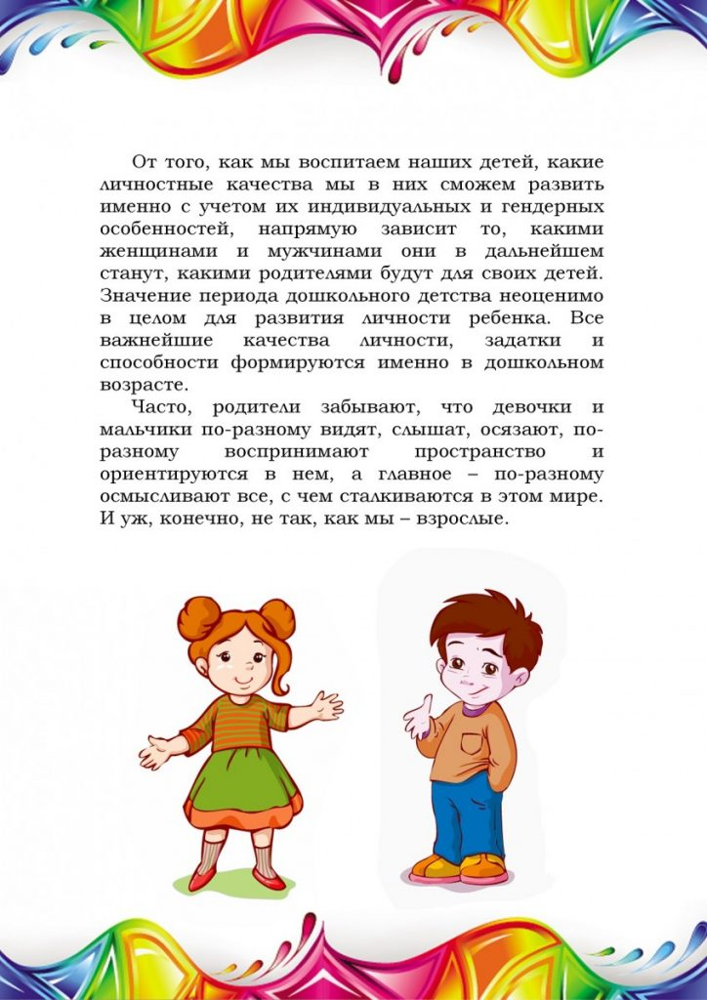 От того, как мы воспитаем наших детей, какие
личностные качества мы в них сможем развить
именно с учетом их индивидуальных и гендерных
особенностей, напрямую зависит то, какими
женщинами и мужчинами они в дальнейшем
станут, какими родителями будут для своих детей.
Значение периода дошкольного детства неоценимо
в целом для развития личности ребенка. Все
важнейшие качества личности, задатки и
способности формируются именно в дошкольном
возрасте.
Часто, родители забывают, что девочки и
мальчики по-разному видят, слышат, осязают, по-
разному воспринимают пространство и
ориентируются в нем, а главное – по-разному
осмысливают все, с чем сталкиваются в этом мире.
И уж, конечно, не так, как мы – взрослые.